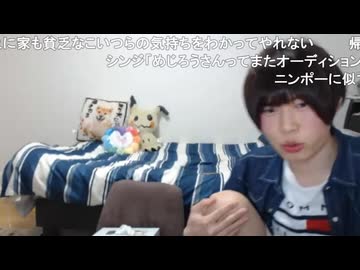 に家も貧乏なこいつらの気持ちをわかってやれない 帰
シンジ「めじろうさんってまたオーディション
ニンポーに似て